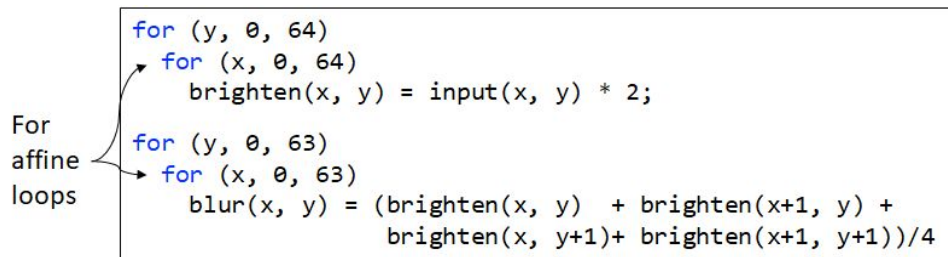 for (y, 0, 64)
for (x, 0, 64)
brighten(x, y) = input(x, y) * 2;
For
affine
loops
for (y, 0, 63)
for (x, 0, 63)
blur(x, y) = (brighten(x, y) + brighten(x+1, y) +
brighten(x, y+1)+ brighten(x+1, y+1))/4